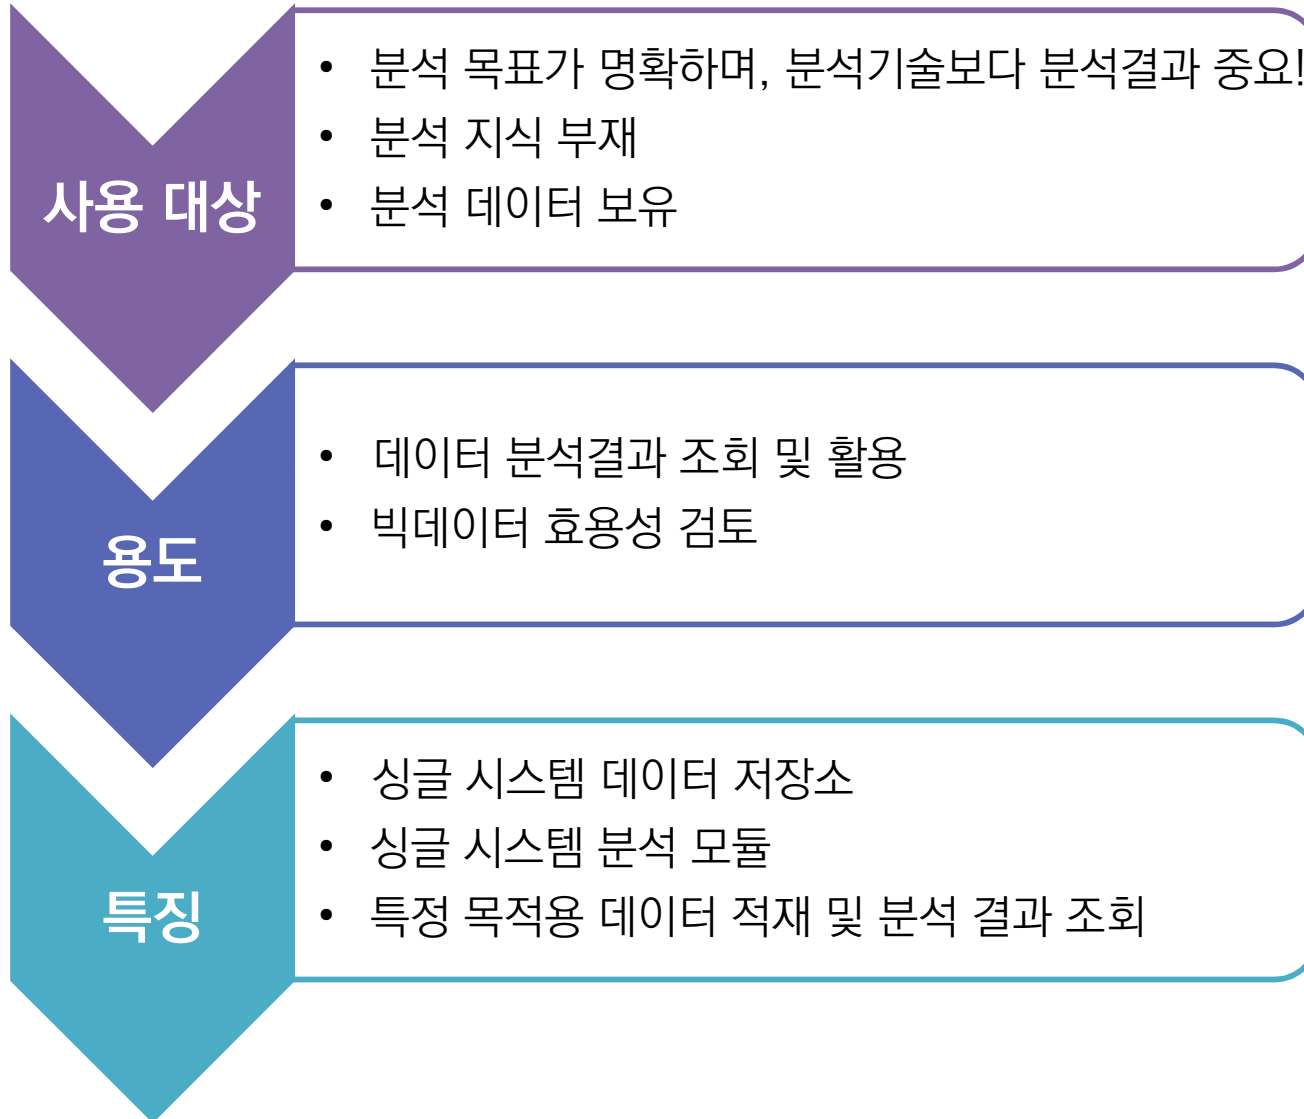 사용 대상
• 분석 목표가 명확하며, 분석기술보다 분석결과 중요!
• 분석 지식 부재
• 분석 데이터 보유
용도
• 데이터 분석결과 조회 및 활용
• 빅데이터 효용성 검토
특징
• 싱글 시스템 데이터 저장소
• 싱글 시스템 분석 모듈
• 특정 목적용 데이터 적재 및 분석 결과 조회